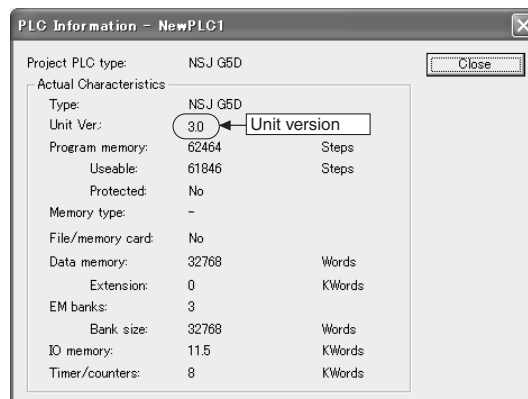 PLC Information - NewPLC1
Project PLC type: NSJ G5D Close
Actual Characteristics
Type: NSJ G5D
Unit Ver.: 3.0 Unit version
Program memory: 62464 Steps
Useable: 61846 Steps
Protected: No
Memory type: -
File/memory card: No
Data memory: 32768 Words
Extension: 0 KWords
EM banks: 3
Bank size: 32768 Words
IO memory: 11.5 KWords
Timer/counters: 8 KWords